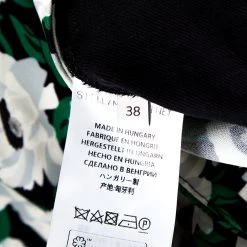 38
MADE IN HUNGARY
FABRIQUE EN HONGRIE
HERGESTELLT IN UNGARN
HECHO EN HUNGRIA
СДЕЛАНО В ВЕНГРИИ
ハンガリー製
产地:匈牙利